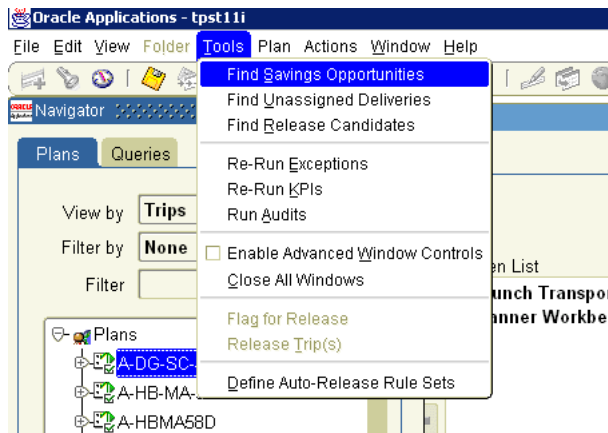 Oracle Applications - tpst11i
File Edit View Folder Tools Plan Actions Window Help
Find Savings Opportunities
Find Unassigned Deliveries
Find Release Candidates
Re-Run Exceptions
Re-Run KPIs
Run Audits
Enable Advanced Window Controls
Close All Windows
Flag for Release
Release Trip(s)
Define Auto-Release Rule Sets
Navigator
Plans Queries
View by Trips
Filter by None
Filter
Plans
A-DG-SC-
A-HB-MA-
A-HBMA58D
en List
unch Transpo
anner Workbe